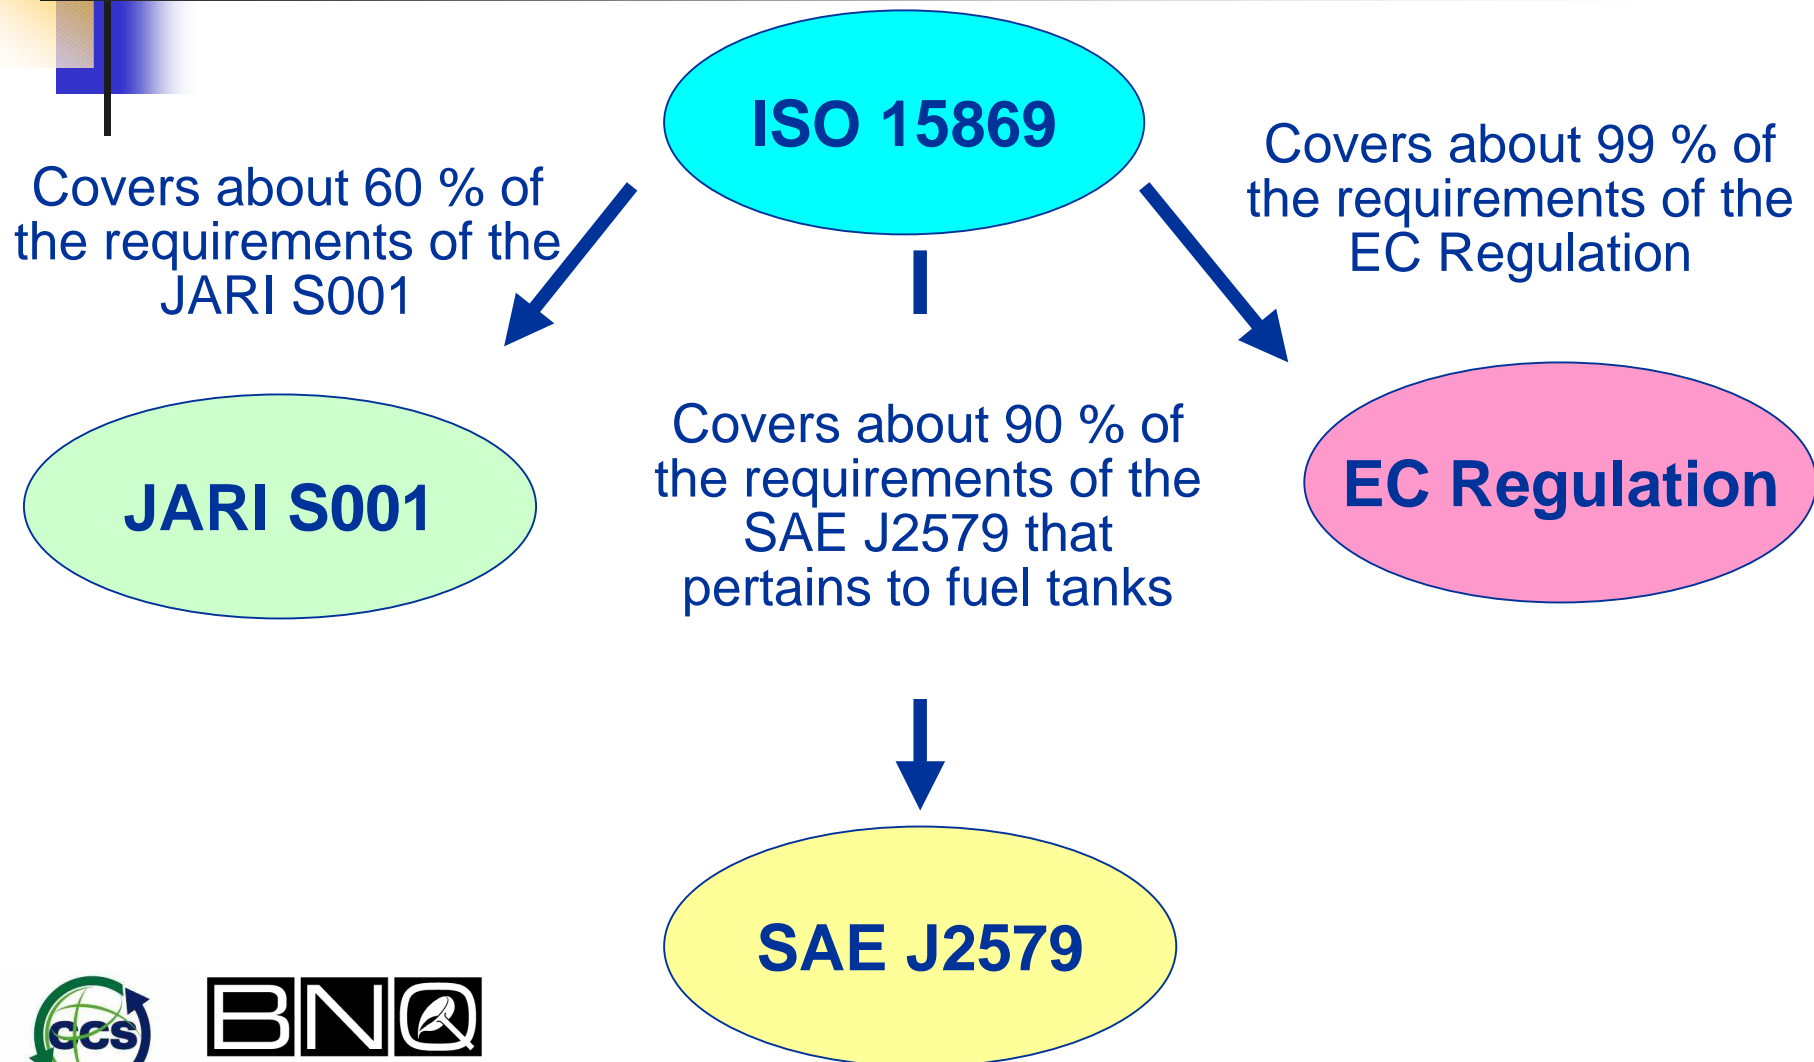 ISO 15869
Covers about 60 % of
the requirements of the
JARI S001
Covers about 99 % of
the requirements of the
EC Regulation
JARI S001
Covers about 90 % of
the requirements of the
SAE J2579 that
pertains to fuel tanks
EC Regulation
SAE J2579
ccs
BNQ